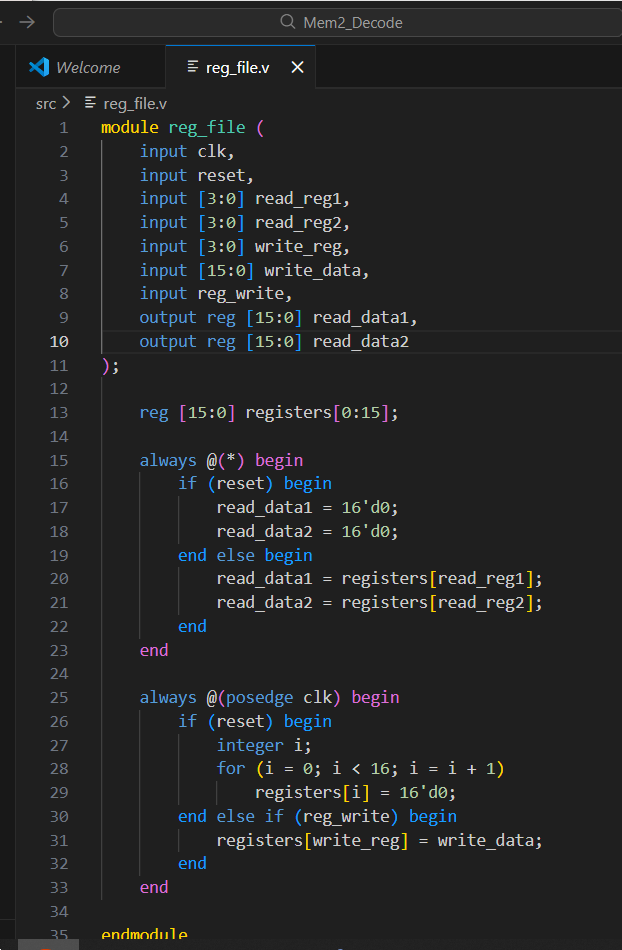 Mem2_Decode
Welcome
reg_file.v
src > reg_file.v
1 module reg_file (
2     input clk,
3     input reset,
4     input [3:0] read_reg1,
5     input [3:0] read_reg2,
6     input [3:0] write_reg,
7     input [15:0] write_data,
8     input reg_write,
9     output reg [15:0] read_data1,
10     output reg [15:0] read_data2
11 );
12
13     reg [15:0] registers[0:15];
14
15     always @(*) begin
16         if (reset) begin
17             read_data1 = 16'd0;
18             read_data2 = 16'd0;
19         end else begin
20             read_data1 = registers[read_reg1];
21             read_data2 = registers[read_reg2];
22         end
23     end
24
25     always @(posedge clk) begin
26         if (reset) begin
27             integer i;
28             for (i = 0; i < 16; i = i + 1)
29                 registers[i] = 16'd0;
30         end else if (reg_write) begin
31             registers[write_reg] = write_data;
32         end
33     end
34
35 endmodule